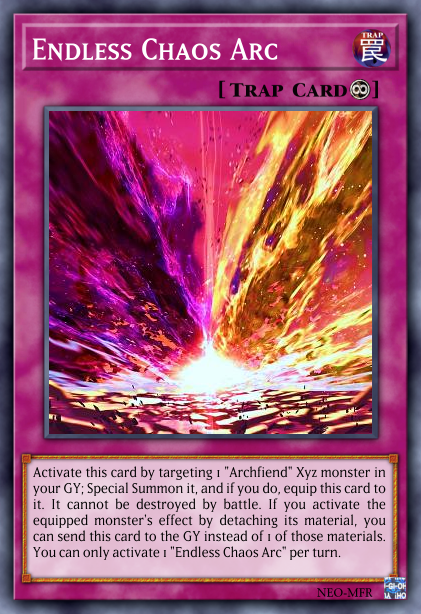 Endless Chaos Arc
TRAP
罠
[Trap Card]
Activate this card by targeting 1 "Archfiend" Xyz monster in
your GY; Special Summon it, and if you do, equip this card to
it. It cannot be destroyed by battle. If you activate the
equipped monster's effect by detaching its material, you
can send this card to the GY instead of 1 of those materials.
You can only activate 1 "Endless Chaos Arc" per turn.
NEO-MFR